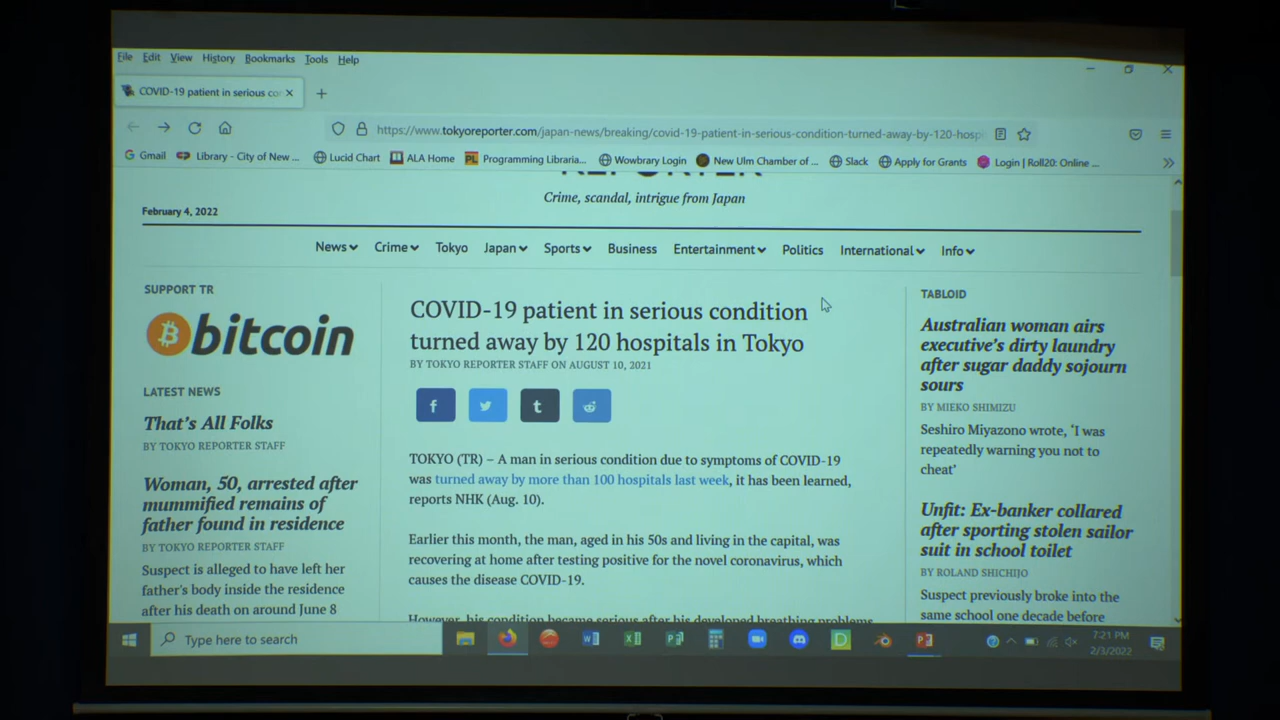 File Edit View History Bookmarks Tools Help
COVID-19 patient in serious co
https://www.tokyoreporter.com/japan-news/breaking/covid-19-patient-in-serious-condition-turned-away-by-120-hosp
Gmail Library - City of New ... Lucid Chart ALA Home PL Programming Libraria... Wowbrary Login New Ulm Chamber of ... Slack Apply for Grants Login | Roll20: Online ...
REPORTER
Crime, scandal, intrigue from Japan
February 4, 2022
News Crime Tokyo Japan Sports Business Entertainment Politics International Info
SUPPORT TR
bitcoin
LATEST NEWS
That's All Folks
BY TOKYO REPORTER STAFF
Woman, 50, arrested after
mummified remains of
father found in residence
BY TOKYO REPORTER STAFF
Suspect is alleged to have left her
father's body inside the residence
after his death on around June 8
COVID-19 patient in serious condition
turned away by 120 hospitals in Tokyo
BY TOKYO REPORTER STAFF ON AUGUST 10, 2021
TOKYO (TR) – A man in serious condition due to symptoms of COVID-19
was turned away by more than 100 hospitals last week, it has been learned,
reports NHK (Aug. 10).
Earlier this month, the man, aged in his 50s and living in the capital, was
recovering at home after testing positive for the novel coronavirus, which
causes the disease COVID-19.
However, his condition became serious after his developed breathing problems
TABLOID
Australian woman airs
executive's dirty laundry
after sugar daddy sojourn
sours
BY MIEKO SHIMIZU
Seshiro Miyazono wrote, 'I was
repeatedly warning you not to
cheat'
Unfit: Ex-banker collared
after sporting stolen sailor
suit in school toilet
BY ROLAND SHICHIJO
Suspect previously broke into the
same school one decade before
Type here to search
7:21 PM
2/3/2022